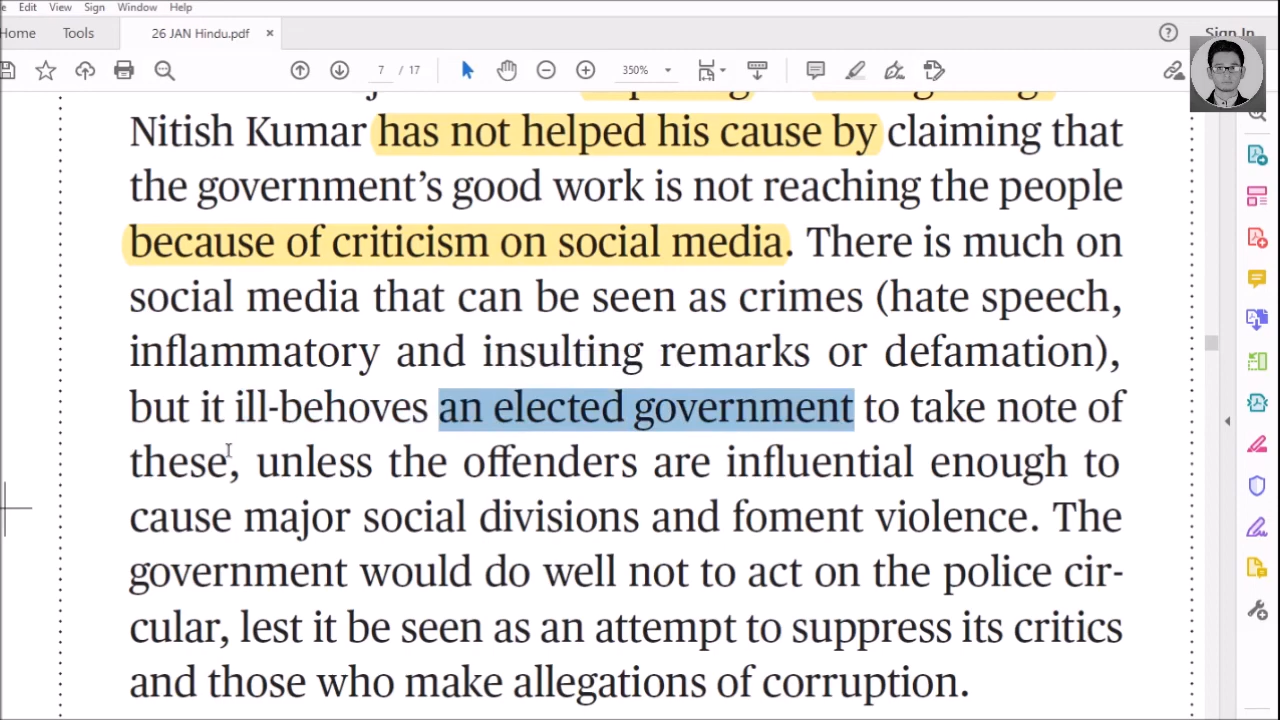 Edit View Sign Window Help
Home Tools 26 JAN Hindu.pdf × ? Sign In
7 / 17 350%
Nitish Kumar has not helped his cause by claiming that
the government’s good work is not reaching the people
because of criticism on social media. There is much on
social media that can be seen as crimes (hate speech,
inflammatory and insulting remarks or defamation),
but it ill-behoves an elected government to take note of
these, unless the offenders are influential enough to
cause major social divisions and foment violence. The
government would do well not to act on the police cir-
cular, lest it be seen as an attempt to suppress its critics
and those who make allegations of corruption.